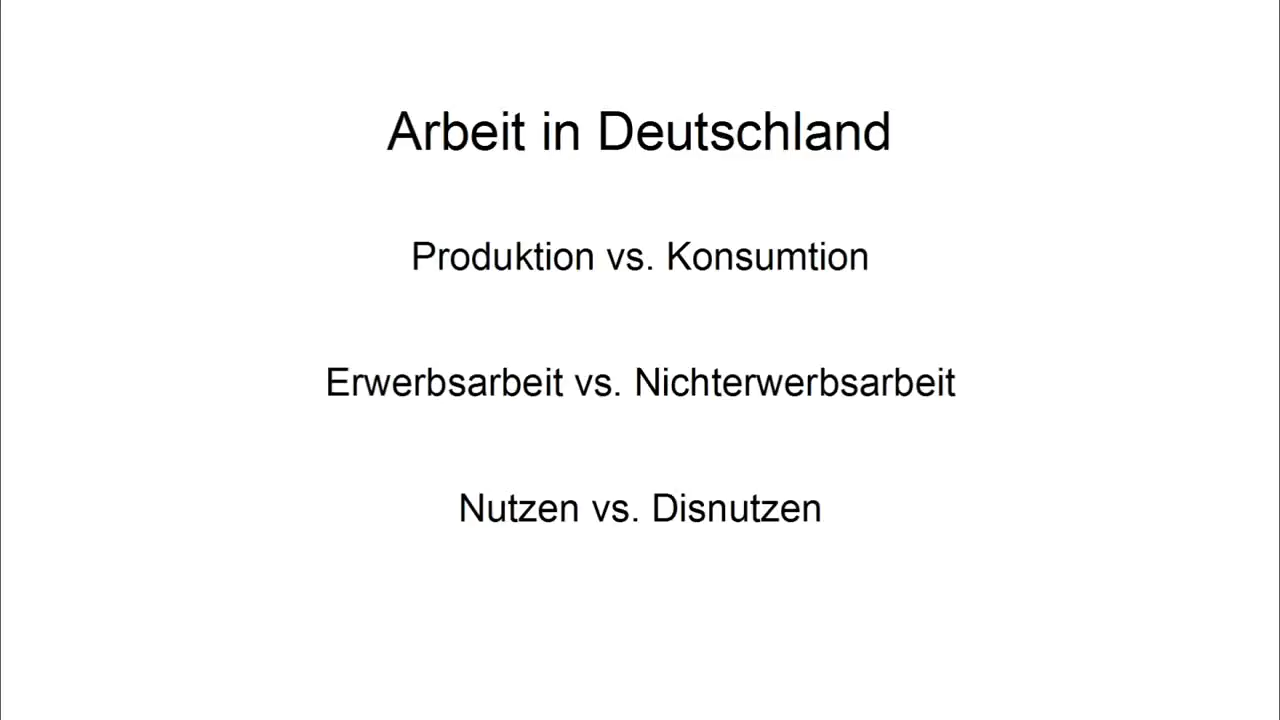 Arbeit in Deutschland
Produktion vs. Konsumtion
Erwerbsarbeit vs. Nichterwerbsarbeit
Nutzen vs. Disnutzen